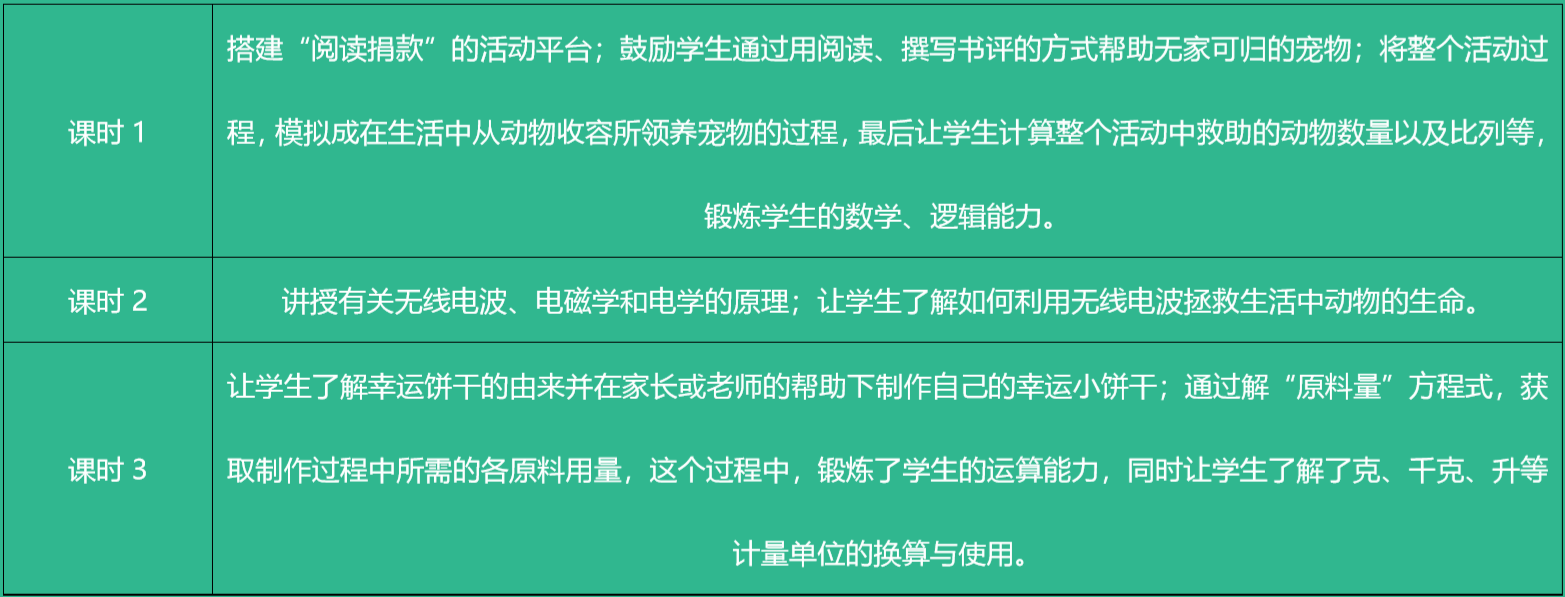 搭建“阅读捐款”的活动平台；鼓励学生通过用阅读、撰写书评的方式帮助无家可归的宠物；将整个活动过
课时 1
程，模拟成在生活中从动物收容所领养宠物的过程，最后让学生计算整个活动中救助的动物数量以及比列等，
锻炼学生的数学、逻辑能力。
课时 2
讲授有关无线电波、电磁学和电学的原理；让学生了解如何利用无线电波拯救生活中动物的生命。
让学生了解幸运饼干的由来并在家长或老师的帮助下制作自己的幸运小饼干；通过解“原料量”方程式，获
课时 3
取制作过程中所需的各原料用量，这个过程中，锻炼了学生的运算能力，同时让学生了解了克、千克、升等
计量单位的换算与使用。